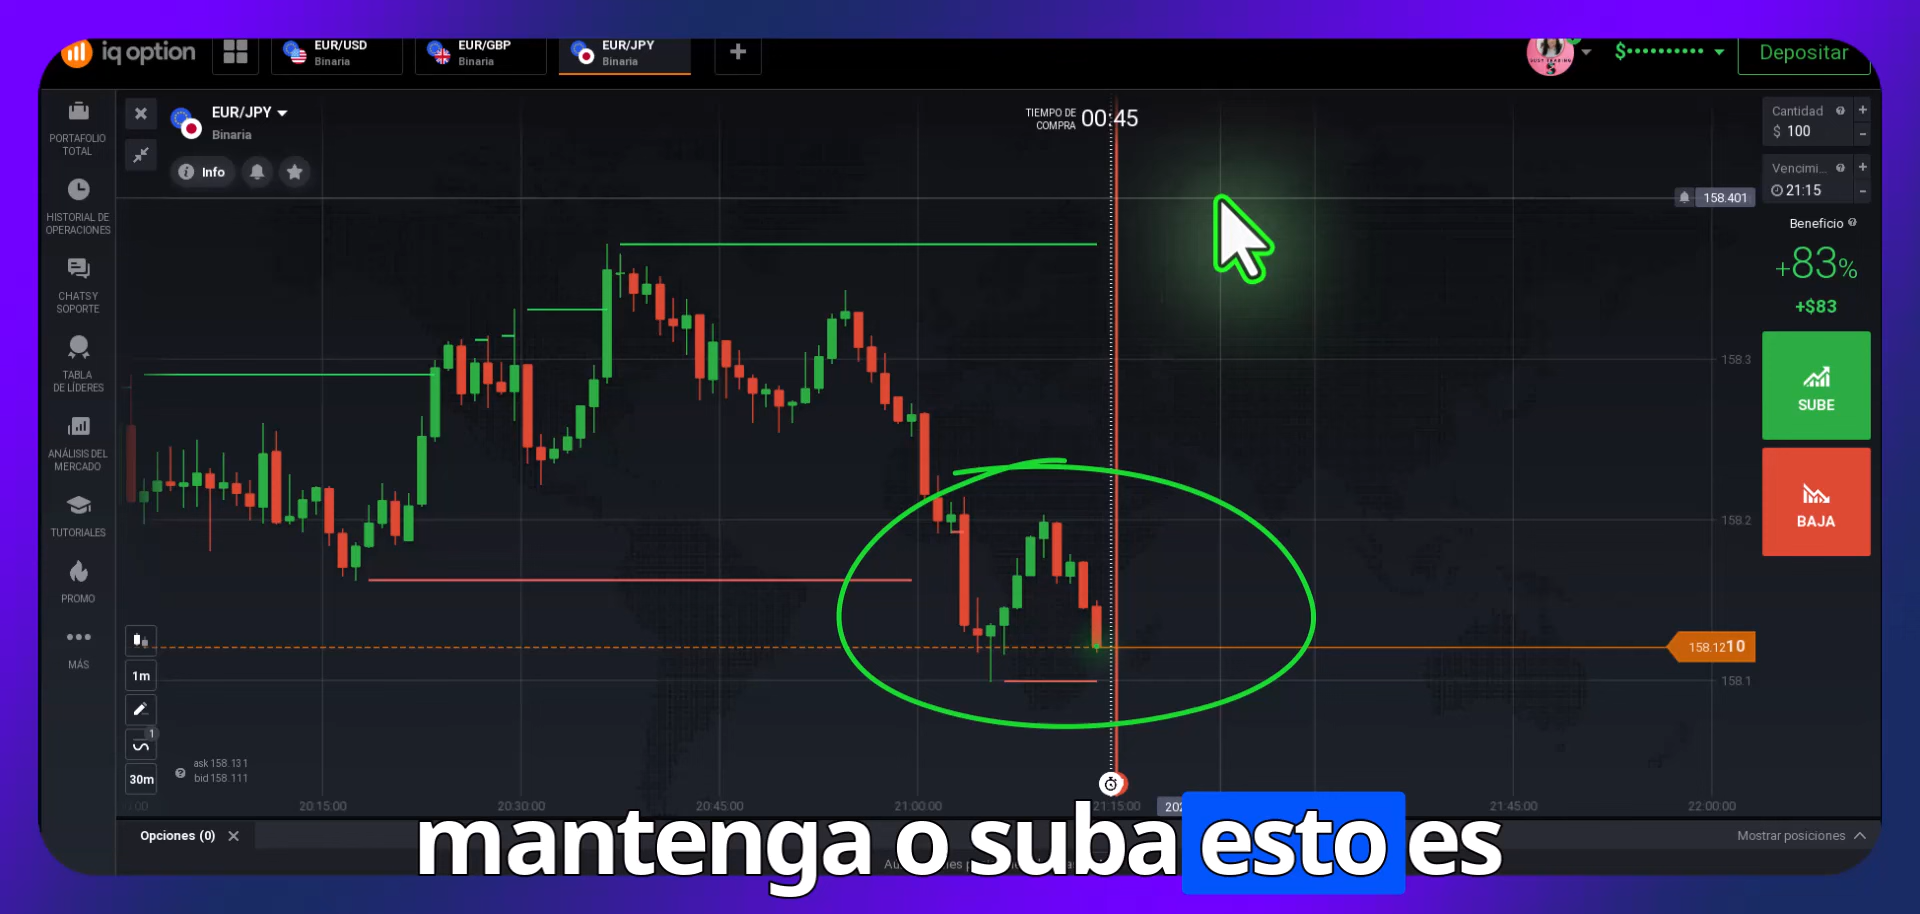 iq option
EUR/USD
Binaria
EUR/GBP
Binaria
EUR/JPY
Binaria
+
$••••••••••
Depositar
PORTAFOLIO
TOTAL
HISTORIAL DE
OPERACIONES
CHATS Y
SOPORTE
TABLA
DE LÍDERES
ANÁLISIS DEL
MERCADO
TUTORIALES
PROMO
MÁS
EUR/JPY
Binaria
Info
TIEMPO DE
COMPRA
00:45
158.401
158.3
158.2
158.1210
158.1
Cantidad
$ 100
Vencimi...
21:15
Beneficio
+83%
+$83
SUBE
BAJA
1m
1
30m
ask 158.131
bid 158.111
20:15:00
20:30:00
20:45:00
21:00:00
21:15:00
21:45:00
22:00:00
Opciones (0)
Mostrar posiciones
mantenga o suba esto es